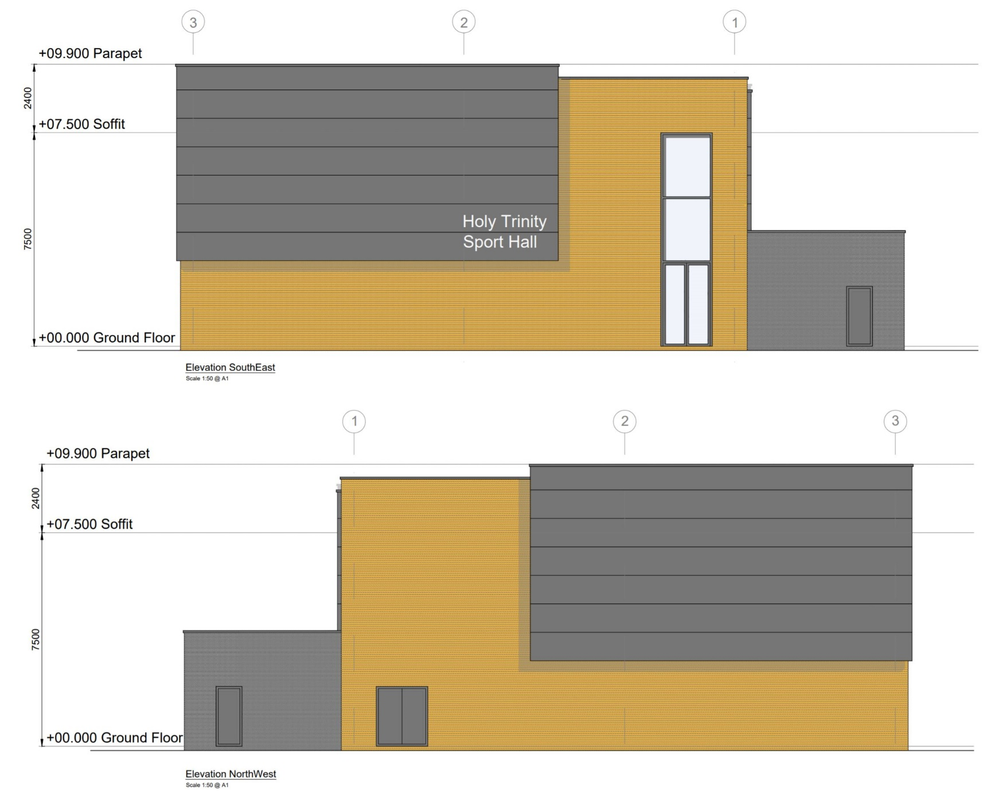 3 2 1
+09.900 Parapet
2400
+07.500 Soffit
7500
Holy Trinity
Sport Hall
+00.000 Ground Floor
Elevation SouthEast
Scale 1:50 @ A1
1 2 3
+09.900 Parapet
2400
+07.500 Soffit
7500
+00.000 Ground Floor
Elevation NorthWest
Scale 1:50 @ A1